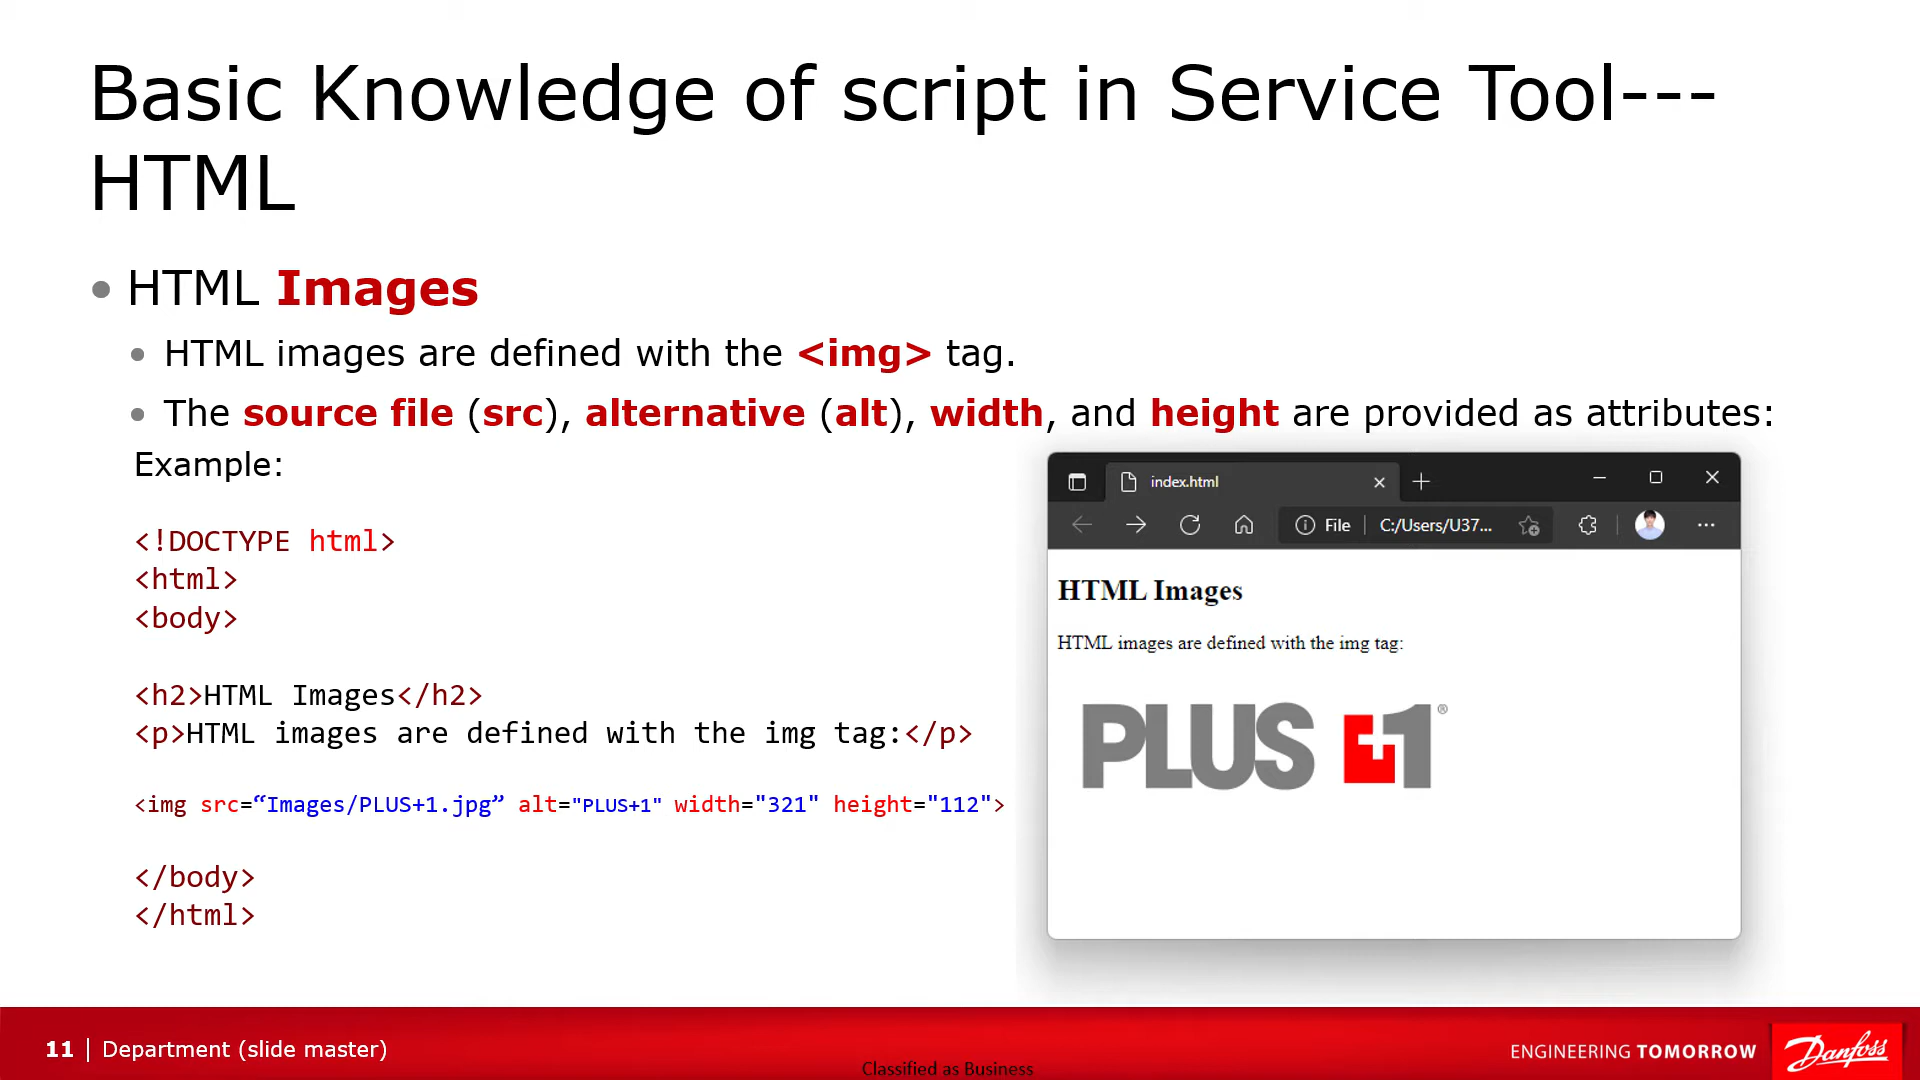 Basic Knowledge of script in Service Tool---
HTML
• HTML Images
• HTML images are defined with the <img> tag.
• The source file (src), alternative (alt), width, and height are provided as attributes:
Example:
<!DOCTYPE html>
<html>
<body>
<h2>HTML Images</h2>
<p>HTML images are defined with the img tag:</p>
<img src=“Images/PLUS+1.jpg” alt="PLUS+1" width="321" height="112">
</body>
</html>
index.html
File C:/Users/U37...
HTML Images
HTML images are defined with the img tag:
PLUS +1®
11 | Department (slide master)
Classified as Business
ENGINEERING TOMORROW
Danfoss